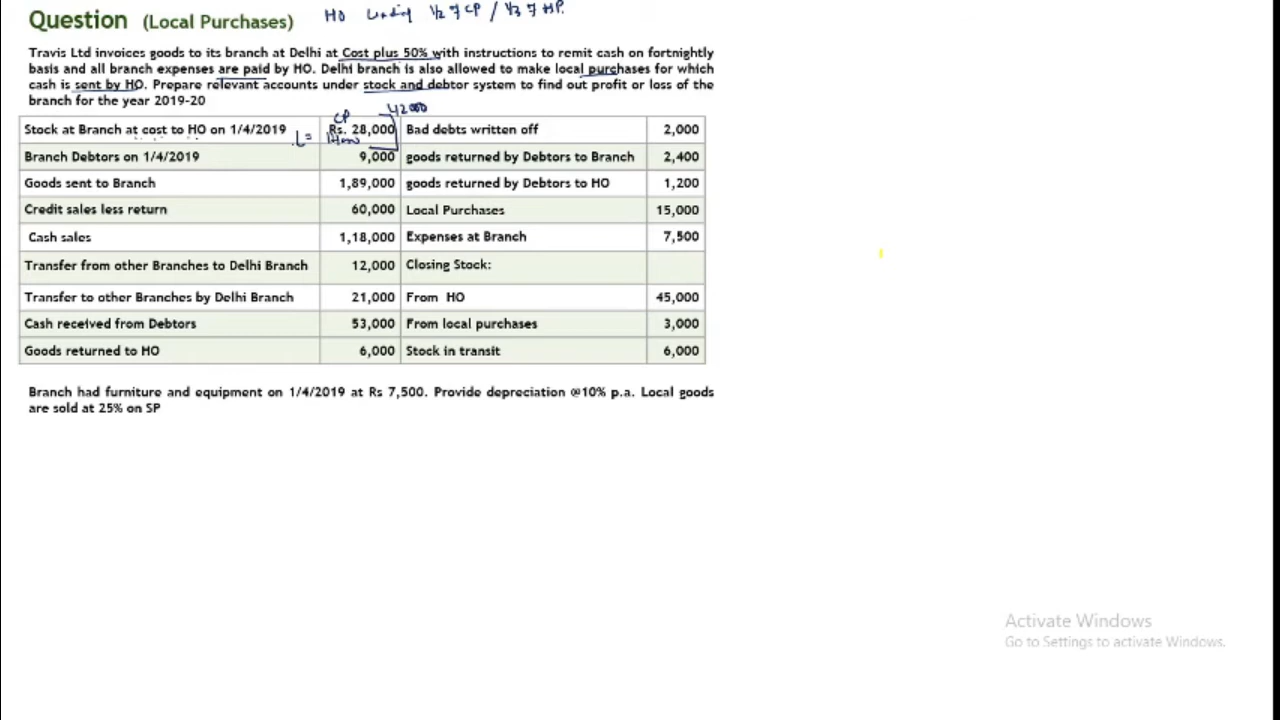 Question (Local Purchases)
HO Loading 1/2 of CP / 1/3 of IP.
Travis Ltd invoices goods to its branch at Delhi at Cost plus 50% with instructions to remit cash on fortnightly
basis and all branch expenses are paid by HO. Delhi branch is also allowed to make local purchases for which
cash is sent by HO. Prepare relevant accounts under stock and debtor system to find out profit or loss of the
branch for the year 2019-20
CP 42000
Stock at Branch at cost to HO on 1/4/2019 Rs. 28,000 Bad debts written off 2,000
L= 14000
Branch Debtors on 1/4/2019 9,000 goods returned by Debtors to Branch 2,400
Goods sent to Branch 1,89,000 goods returned by Debtors to HO 1,200
Credit sales less return 60,000 Local Purchases 15,000
Cash sales 1,18,000 Expenses at Branch 7,500
Transfer from other Branches to Delhi Branch 12,000 Closing Stock:
Transfer to other Branches by Delhi Branch 21,000 From HO 45,000
Cash received from Debtors 53,000 From local purchases 3,000
Goods returned to HO 6,000 Stock in transit 6,000
Branch had furniture and equipment on 1/4/2019 at Rs 7,500. Provide depreciation @10% p.a. Local goods
are sold at 25% on SP
Activate Windows
Go to Settings to activate Windows.